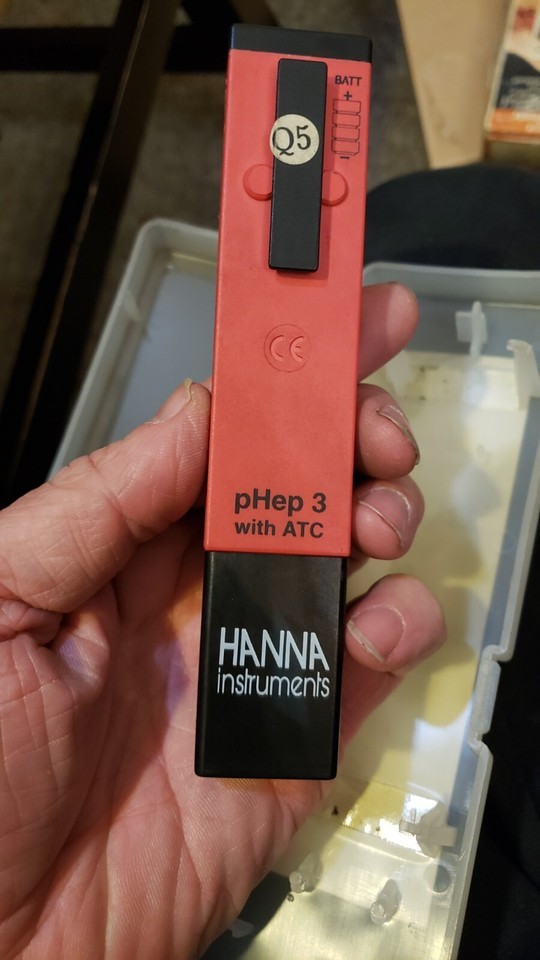 BATT
+
Q5
-
CE
pHep 3
with ATC
HANNA
instruments